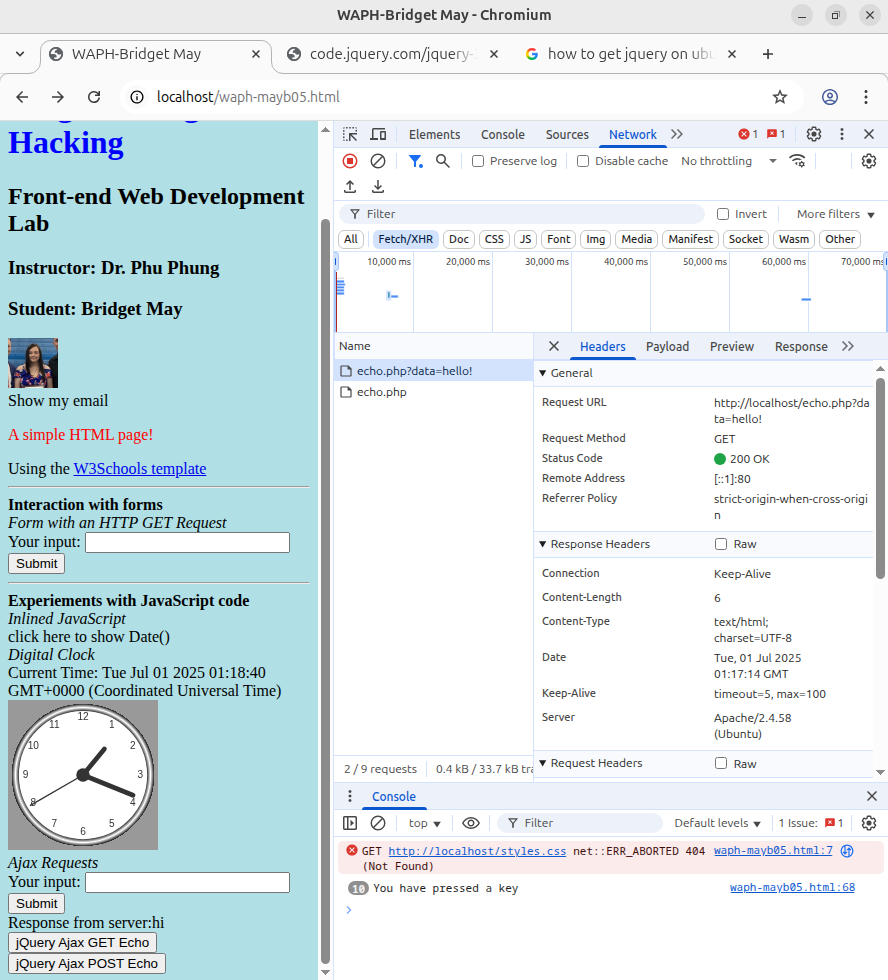 WAPH-Bridget May - Chromium
WAPH-Bridget May
code.jquery.com/jquery-
how to get jquery on ubu
localhost/waph-mayb05.html
Hacking
Front-end Web Development
Lab
Instructor: Dr. Phu Phung
Student: Bridget May
Show my email
A simple HTML page!
Using the W3Schools template
Interaction with forms
Form with an HTTP GET Request
Your input:
Submit
Experiements with JavaScript code
Inlined JavaScript
click here to show Date()
Digital Clock
Current Time: Tue Jul 01 2025 01:18:40
GMT+0000 (Coordinated Universal Time)
12
1
2
3
4
5
6
7
8
9
10
11
Ajax Requests
Your input:
Submit
Response from server:hi
jQuery Ajax GET Echo
jQuery Ajax POST Echo
Elements Console Sources Network 1 1
Preserve log Disable cache No throttling
Filter Invert More filters
All Fetch/XHR Doc CSS JS Font Img Media Manifest Socket Wasm Other
10,000 ms 20,000 ms 30,000 ms 40,000 ms 50,000 ms 60,000 ms 70,000 ms
Name
echo.php?data=hello!
echo.php
2 / 9 requests 0.4 kB / 33.7 kB tra
Headers Payload Preview Response
General
Request URL http://localhost/echo.php?da
ta=hello!
Request Method GET
Status Code 200 OK
Remote Address [::1]:80
Referrer Policy strict-origin-when-cross-origi
n
Response Headers Raw
Connection Keep-Alive
Content-Length 6
Content-Type text/html;
charset=UTF-8
Date Tue, 01 Jul 2025
01:17:14 GMT
Keep-Alive timeout=5, max=100
Server Apache/2.4.58
(Ubuntu)
Request Headers Raw
Console
top Filter Default levels 1 Issue: 1
GET http://localhost/styles.css net::ERR_ABORTED 404 waph-mayb05.html:7
(Not Found)
10 You have pressed a key waph-mayb05.html:68